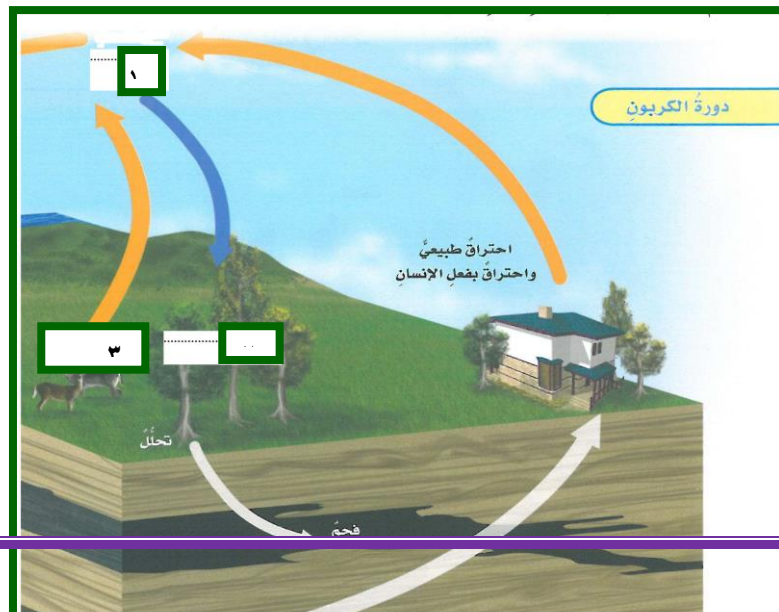 ١
دورةُ الكربونِ
احتراقٌ طبيعيٌّ
واحتراقٌ بفعلِ الإنسانِ
٣
تحلُّلٌ
فحمٌ